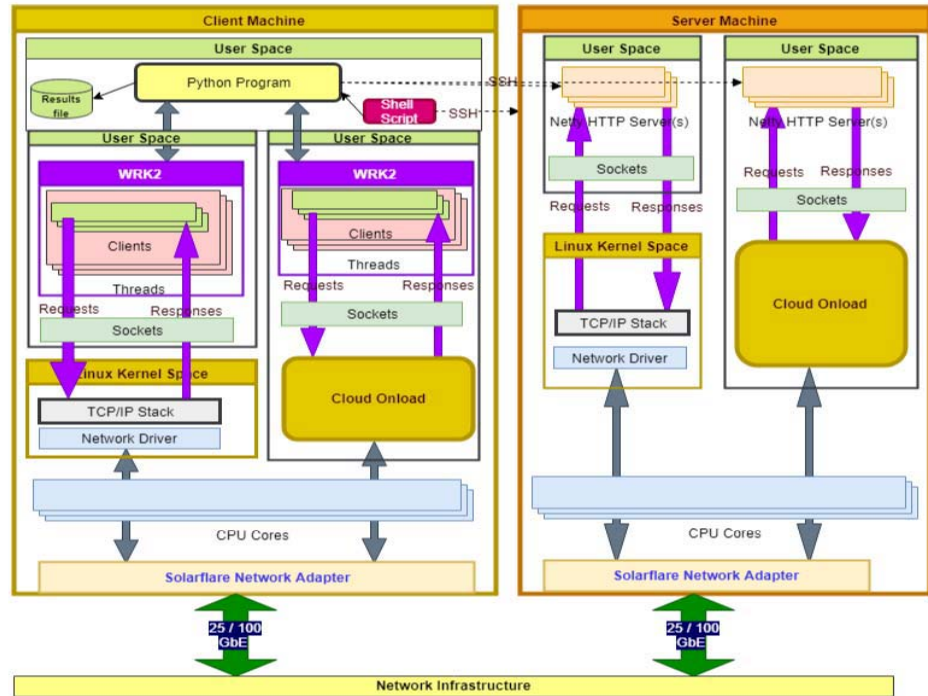 Client Machine
User Space
Python Program
Results
file
Shell
Script
SSH
User Space
WRK2
Clients
Threads
Requests
Responses
Sockets
Linux Kernel Space
TCP/IP Stack
Network Driver
User Space
WRK2
Clients
Threads
Requests
Responses
Sockets
Cloud Onload
CPU Cores
Solarflare Network Adapter
25 / 100
GbE
Server Machine
User Space
SSH
Netty HTTP Server(s)
Sockets
Requests
Responses
Linux Kernel Space
TCP/IP Stack
Network Driver
User Space
SSH
Netty HTTP Server(s)
Requests
Responses
Sockets
Cloud Onload
CPU Cores
Solarflare Network Adapter
25 / 100
GbE
Network Infrastructure